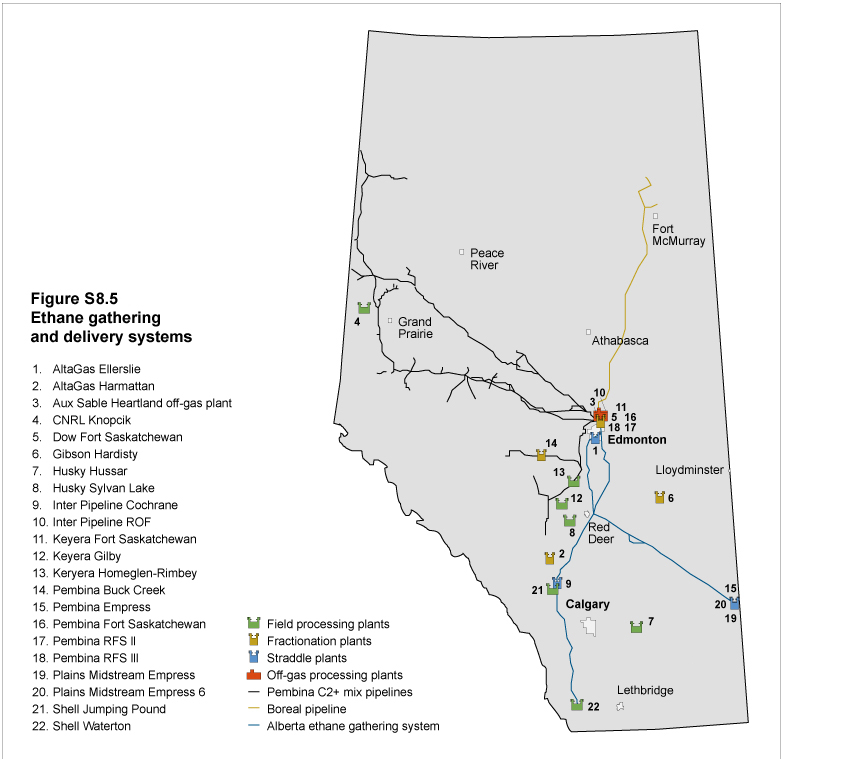 Figure S8.5
Ethane gathering
and delivery systems
1. AltaGas Ellerslie
2. AltaGas Harmattan
3. Aux Sable Heartland off-gas plant
4. CNRL Knopcik
5. Dow Fort Saskatchewan
6. Gibson Hardisty
7. Husky Hussar
8. Husky Sylvan Lake
9. Inter Pipeline Cochrane
10. Inter Pipeline ROF
11. Keyera Fort Saskatchewan
12. Keyera Gilby
13. Keryera Homeglen-Rimbey
14. Pembina Buck Creek
15. Pembina Empress
16. Pembina Fort Saskatchewan
17. Pembina RFS II
18. Pembina RFS III
19. Plains Midstream Empress
20. Plains Midstream Empress 6
21. Shell Jumping Pound
22. Shell Waterton
Field processing plants
Fractionation plants
Straddle plants
Off-gas processing plants
Pembina C2+ mix pipelines
Boreal pipeline
Alberta ethane gathering system
Fort
McMurray
Peace
River
4
Grand
Prairie
Athabasca
10
3
11
5 16
18 17
Edmonton
1
14
13
Lloydminster
6
12
8
Red
Deer
2
9
21
15
20
19
Calgary
7
Lethbridge
22